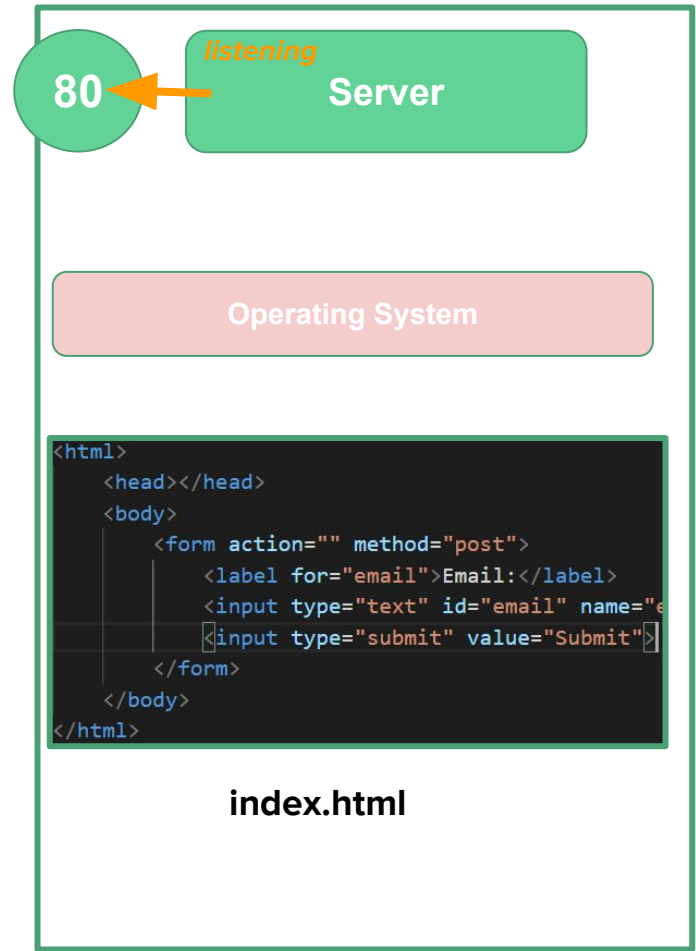 listening
80
Server
Operating System
<html>
<head></head>
<body>
<form action="" method="post">
<label for="email">Email:</label>
<input type="text" id="email" name="e
<input type="submit" value="Submit">
</form>
</body>
</html>
index.html